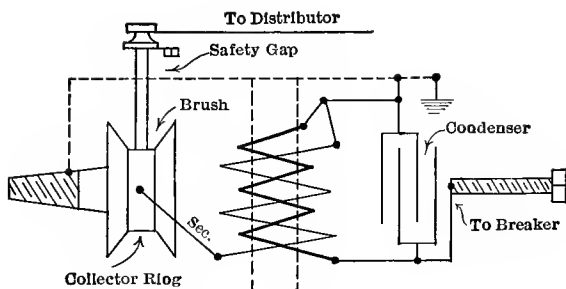 To Distributor
Safety Gap
Brush
Condenser
Sec.
To Breaker
Collector Ring